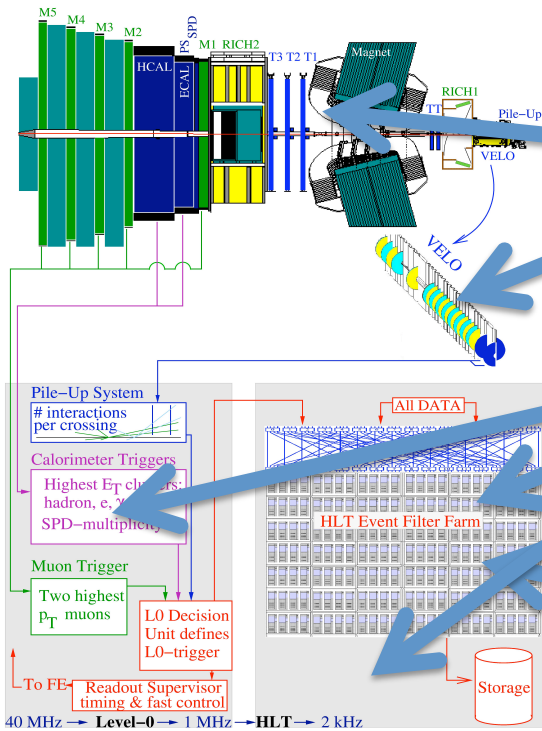 M5
M4
M3
M2
HCAL
PS
SPD
ECAL
M1
RICH2
T3 T2 T1
Magnet
RICH1
TT
Pile-Up
VELO
VELO
Pile-Up System
# interactions
per crossing
All DATA
Calorimeter Triggers
Highest ET clusters:
hadron, e,
SPD-multiplicity
HLT Event Filter Farm
Muon Trigger
Two highest
pT muons
L0 Decision
Unit defines
L0-trigger
To FE
Readout Supervisor
timing & fast control
Storage
40 MHz → Level-0 → 1 MHz → HLT → 2 kHz